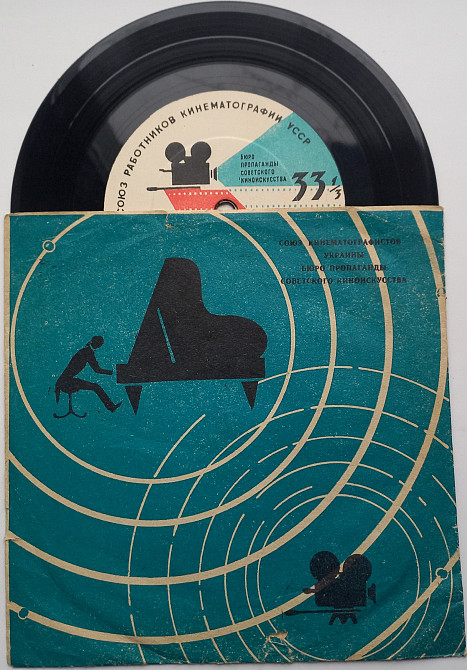 СОЮЗ РАБОТНИКОВ КИНЕМАТОГРАФИИ УССР
БЮРО
ПРОПАГАНДЫ
СОВЕТСКОГО
КИНОИСКУССТВА
33 1/3
СОЮЗ КИНЕМАТОГРАФИСТОВ
УКРАИНЫ
БЮРО ПРОПАГАНДЫ
СОВЕТСКОГО КИНОИСКУССТВА